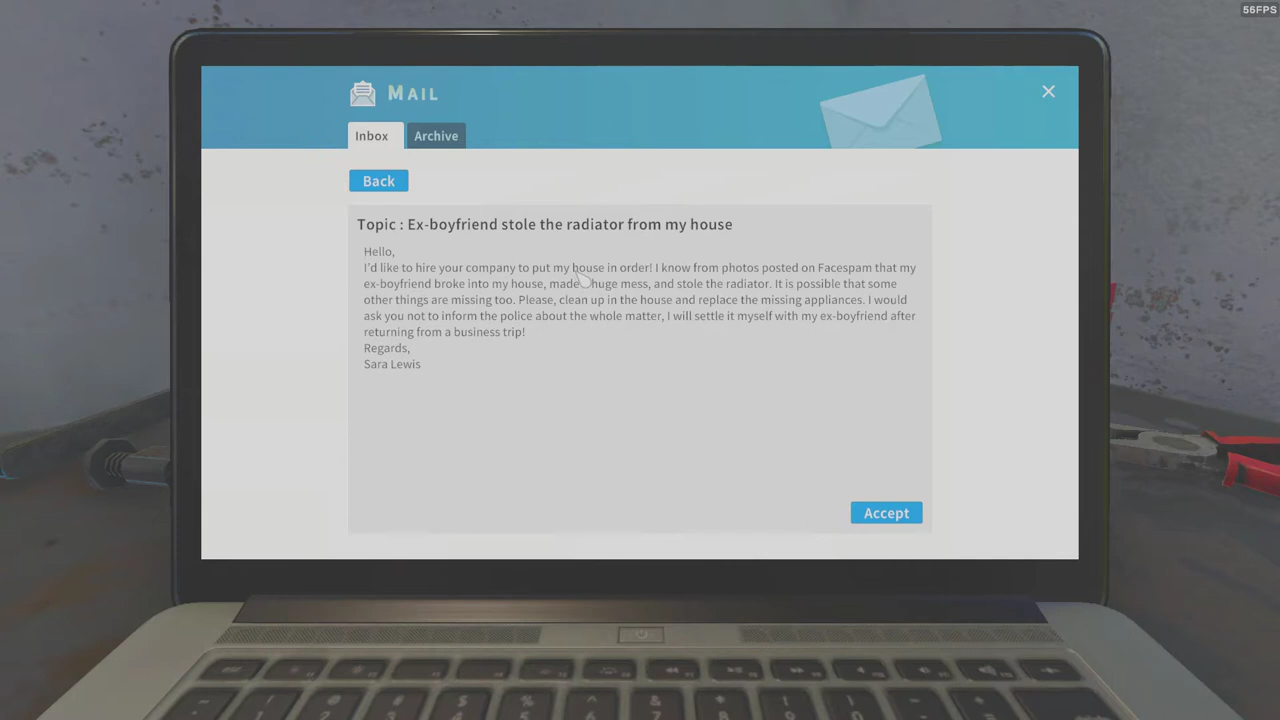 56FPS
MAIL
Inbox
Archive
Back
Topic : Ex-boyfriend stole the radiator from my house
Hello,
I'd like to hire your company to put my house in order! I know from photos posted on Facespam that my
ex-boyfriend broke into my house, made huge mess, and stole the radiator. It is possible that some
other things are missing too. Please, clean up in the house and replace the missing appliances. I would
ask you not to inform the police about the whole matter, I will settle it myself with my ex-boyfriend after
returning from a business trip!
Regards,
Sara Lewis
Accept